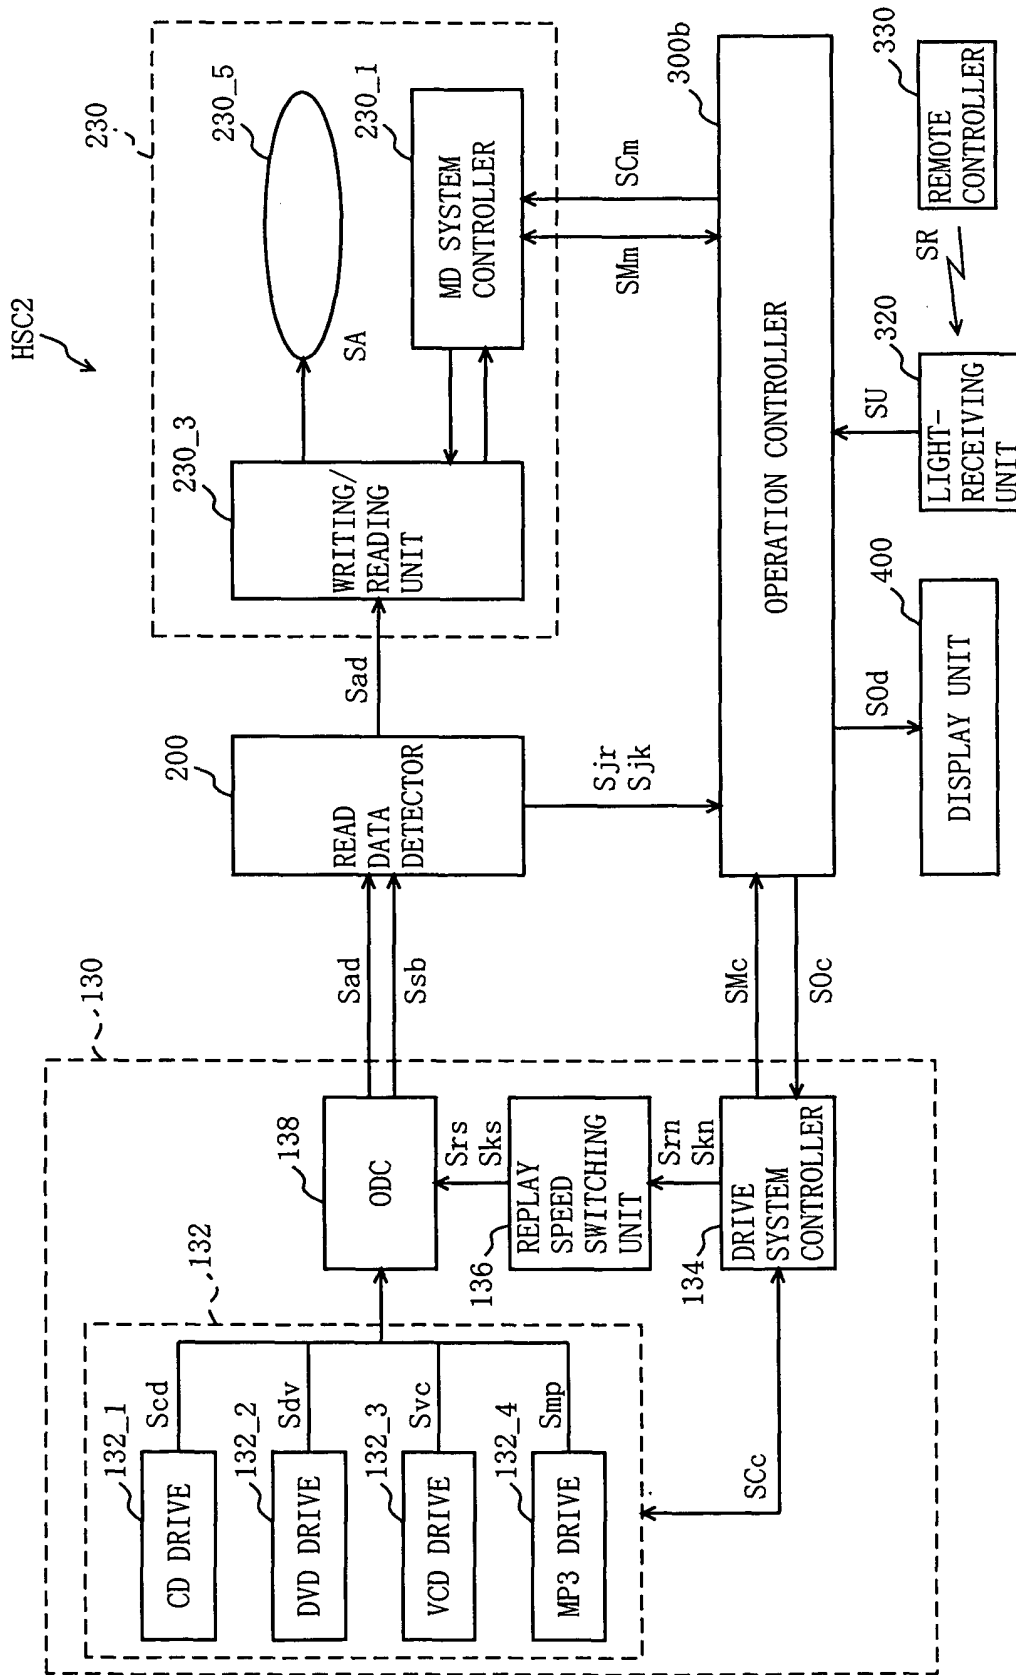 HSC2
130
132
132_1
CD DRIVE
Scd
132_2
DVD DRIVE
Sdv
132_3
VCD DRIVE
Svc
132_4
MP3 DRIVE
Smp
138
ODC
136
REPLAY
SPEED
SWITCHING
UNIT
Srs
Sks
134
DRIVE
SYSTEM
CONTROLLER
Srn
Skn
SCc
Sad
Ssb
SMc
SOc
200
READ
DATA
DETECTOR
Sjr
Sjk
Sad
230
230_3
WRITING/
READING
UNIT
230_5
SA
230_1
MD SYSTEM
CONTROLLER
SMm
SCm
300b
OPERATION CONTROLLER
SOd
400
DISPLAY UNIT
SU
320
LIGHT-
RECEIVING
UNIT
SR
330
REMOTE
CONTROLLER